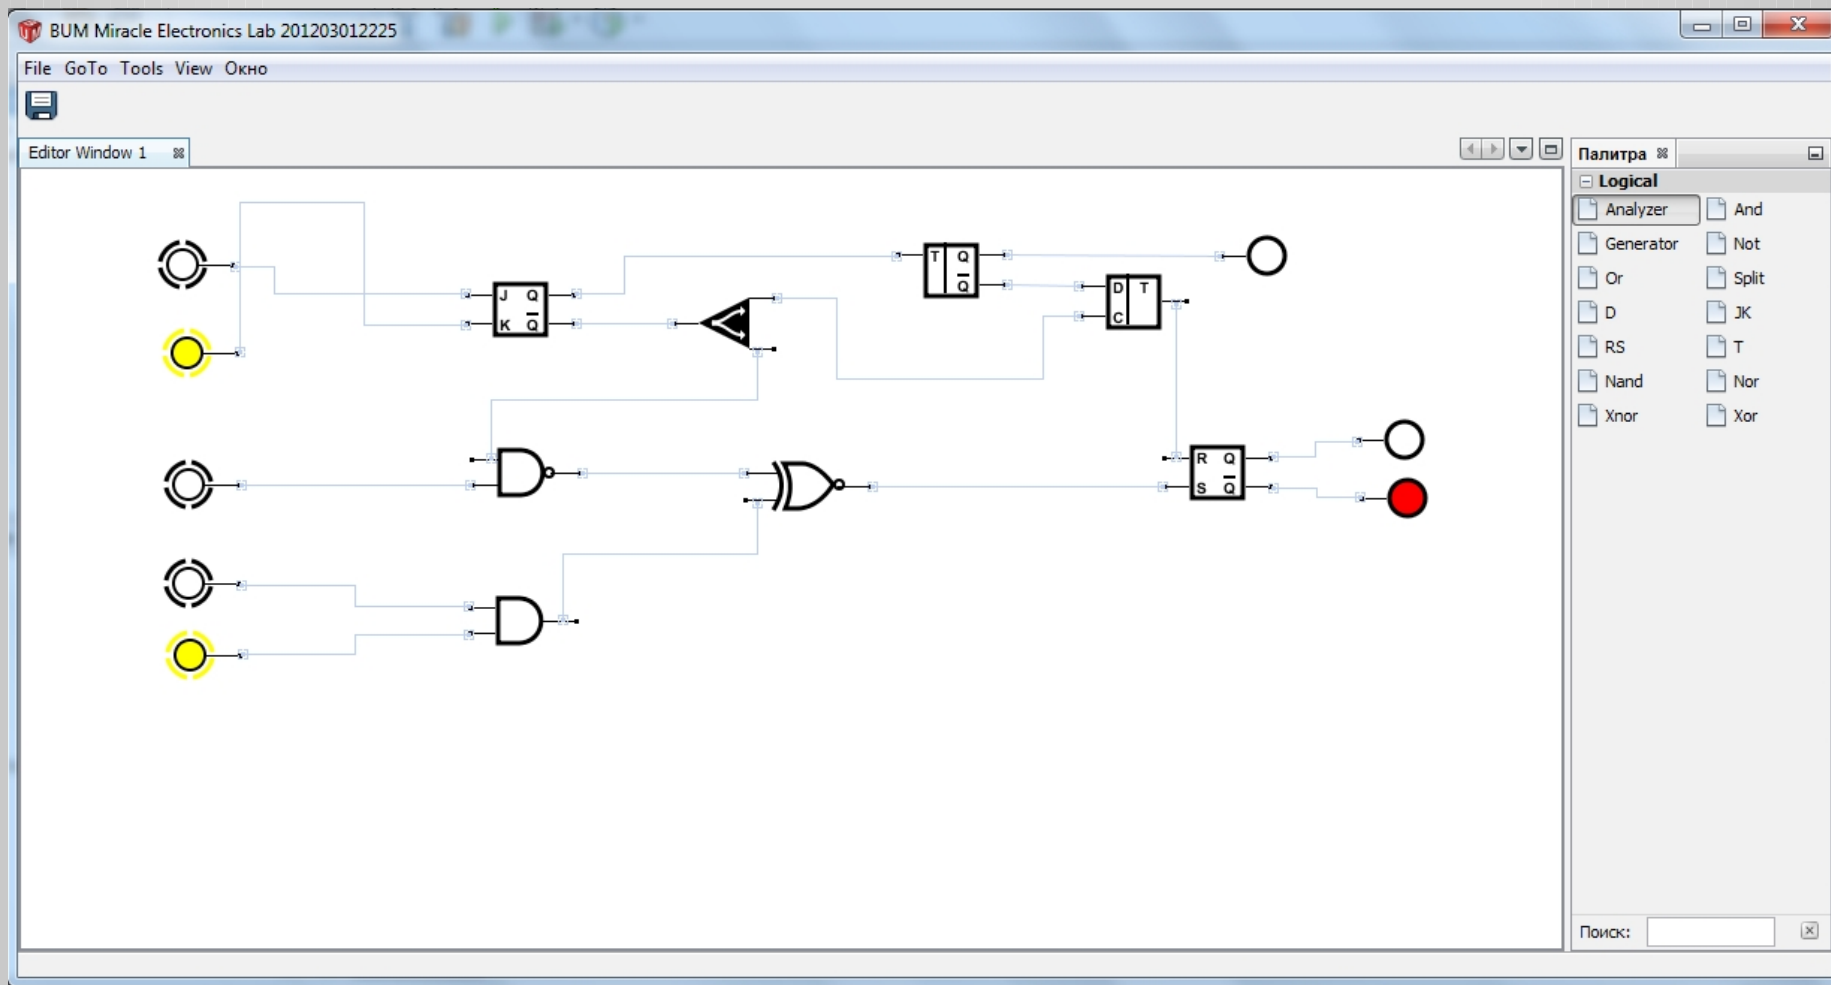 BUM Miracle Electronics Lab 201203012225
File GoTo Tools View Окно
Editor Window 1
Палитра
Logical
Analyzer And
Generator Not
Or Split
D JK
RS T
Nand Nor
Xnor Xor
J Q
K Q
T Q
Q
D T
C
R Q
S Q
Поиск: